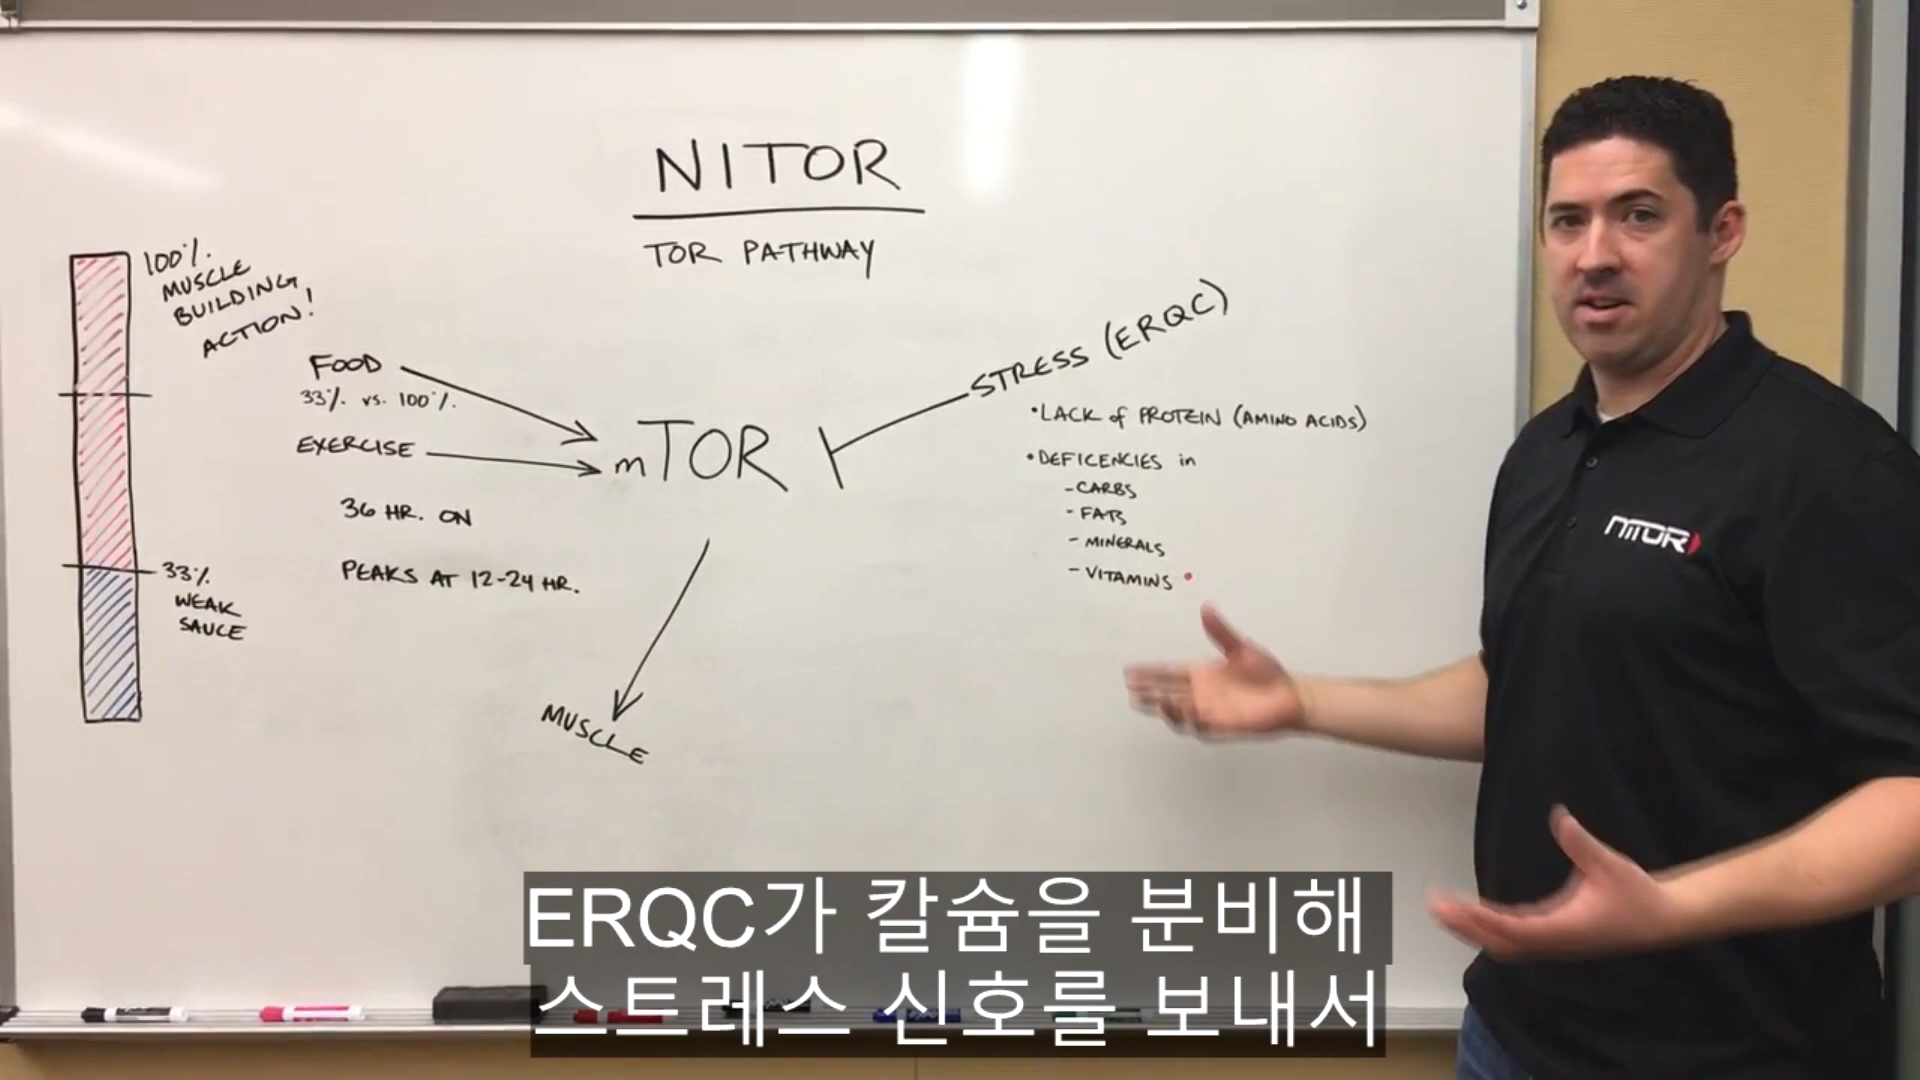 NITOR
TOR PATHWAY
100%
MUSCLE
BUILDING
ACTION!
FOOD
33% vs. 100%.
EXERCISE
36 HR. ON
PEAKS AT 12-24 HR.
33%
WEAK
SAUCE
mTOR
MUSCLE
STRESS (ERQC)
•LACK of PROTEIN (AMINO ACIDS)
•DEFICENCIES in
-CARBS
-FATS
-MINERALS
-VITAMINS
NITOR
ERQC가 칼슘을 분비해
스트레스 신호를 보내서